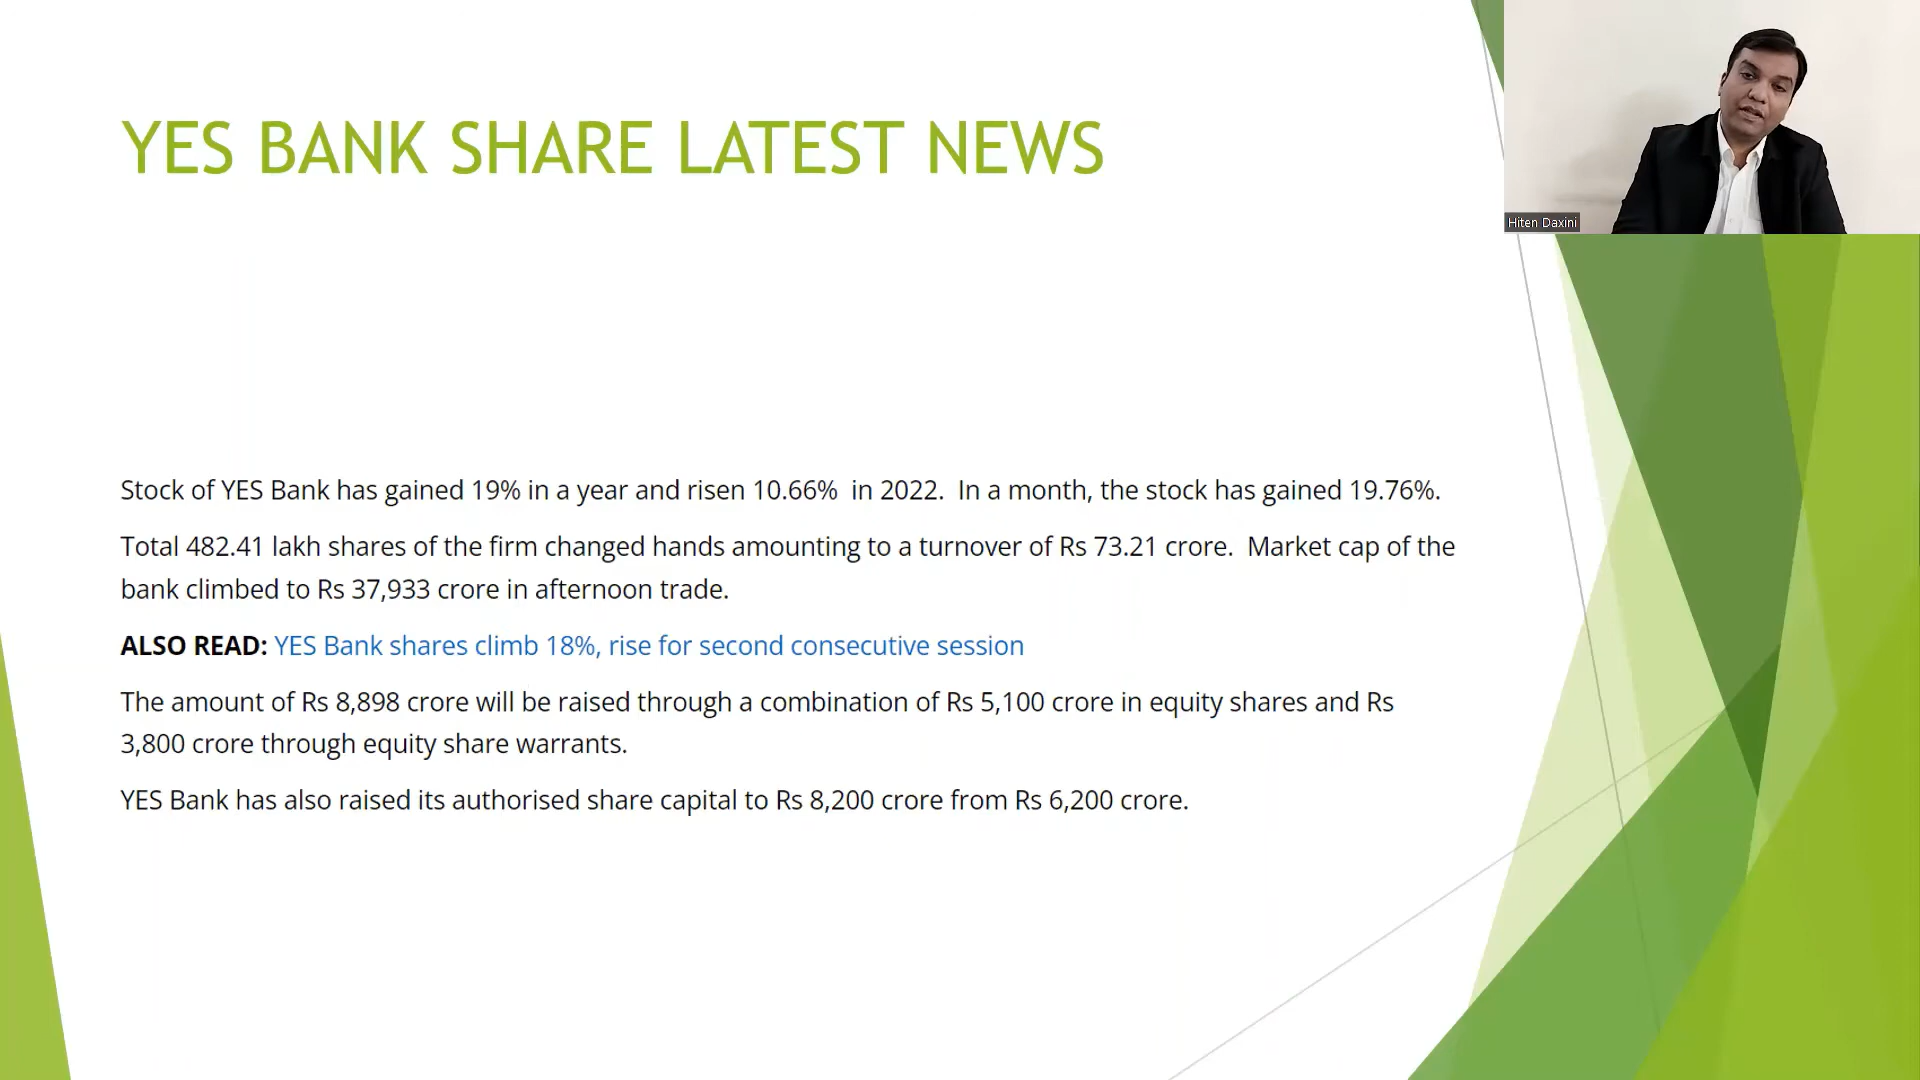 YES BANK SHARE LATEST NEWS
Hiten Daxini
Stock of YES Bank has gained 19% in a year and risen 10.66%  in 2022.  In a month, the stock has gained 19.76%.
Total 482.41 lakh shares of the firm changed hands amounting to a turnover of Rs 73.21 crore.  Market cap of the
bank climbed to Rs 37,933 crore in afternoon trade.
ALSO READ: YES Bank shares climb 18%, rise for second consecutive session
The amount of Rs 8,898 crore will be raised through a combination of Rs 5,100 crore in equity shares and Rs
3,800 crore through equity share warrants.
YES Bank has also raised its authorised share capital to Rs 8,200 crore from Rs 6,200 crore.